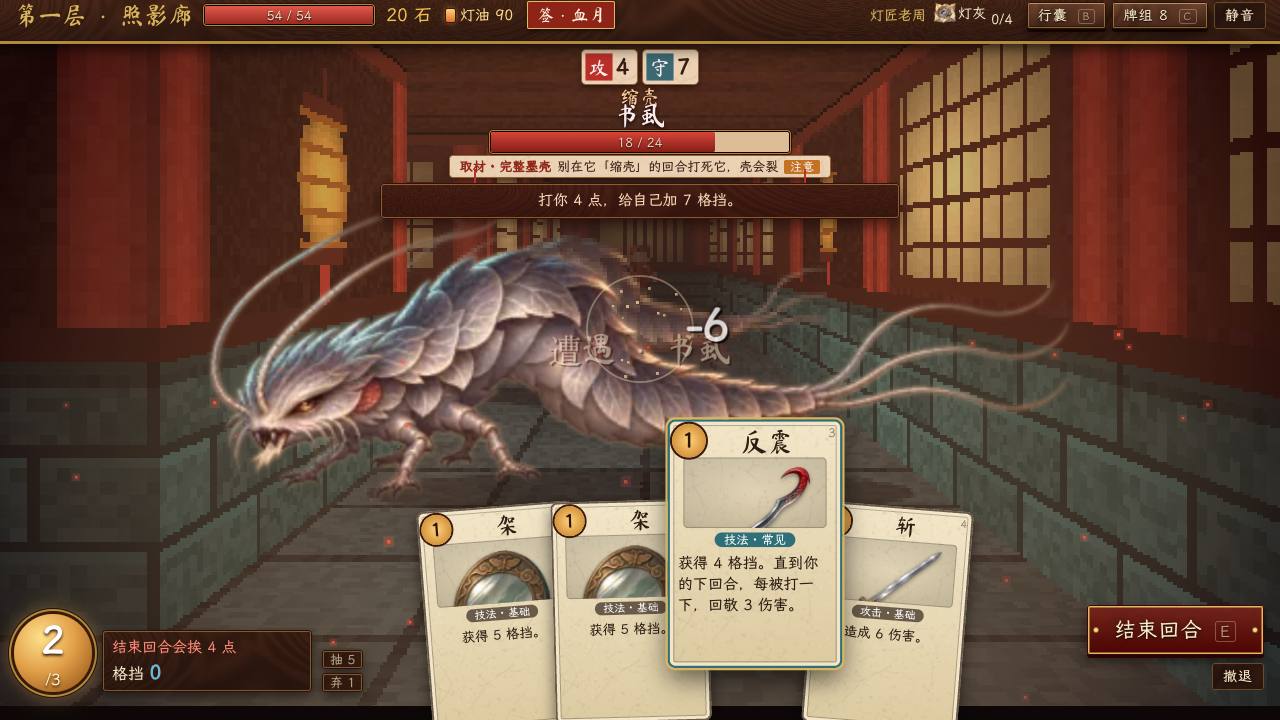 第一层 · 照影廊
54 / 54
20 石
灯油 90
签 · 血月
灯匠老周
灯灰 0/4
行囊 B
牌组 8 C
静音
攻 4 守 7
缩壳
书虱
18 / 24
取材 · 完整墨壳 别在它「缩壳」的回合打死它，壳会裂 注意
打你 4 点，给自己加 7 格挡。
-6
遭遇 书虱
1 架
技法 · 基础
获得 5 格挡。
1 架
技法 · 基础
获得 5 格挡。
1 反震 3
技法 · 常见
获得 4 格挡。直到你
的下回合，每被打一
下，回敬 3 伤害。
斩 4
攻击 · 基础
造成 6 伤害。
2
/3
结束回合会挨 4 点
格挡 0
抽 5
弃 1
结束回合 E
撤退